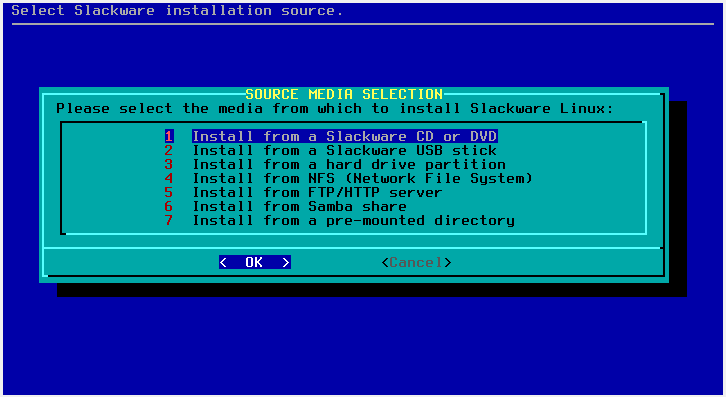 Select Slackware installation source.
SOURCE MEDIA SELECTION
Please select the media from which to install Slackware Linux:
1 Install from a Slackware CD or DVD
2 Install from a Slackware USB stick
3 Install from a hard drive partition
4 Install from NFS (Network File System)
5 Install from FTP/HTTP server
6 Install from Samba share
7 Install from a pre-mounted directory
< OK > <Cancel>